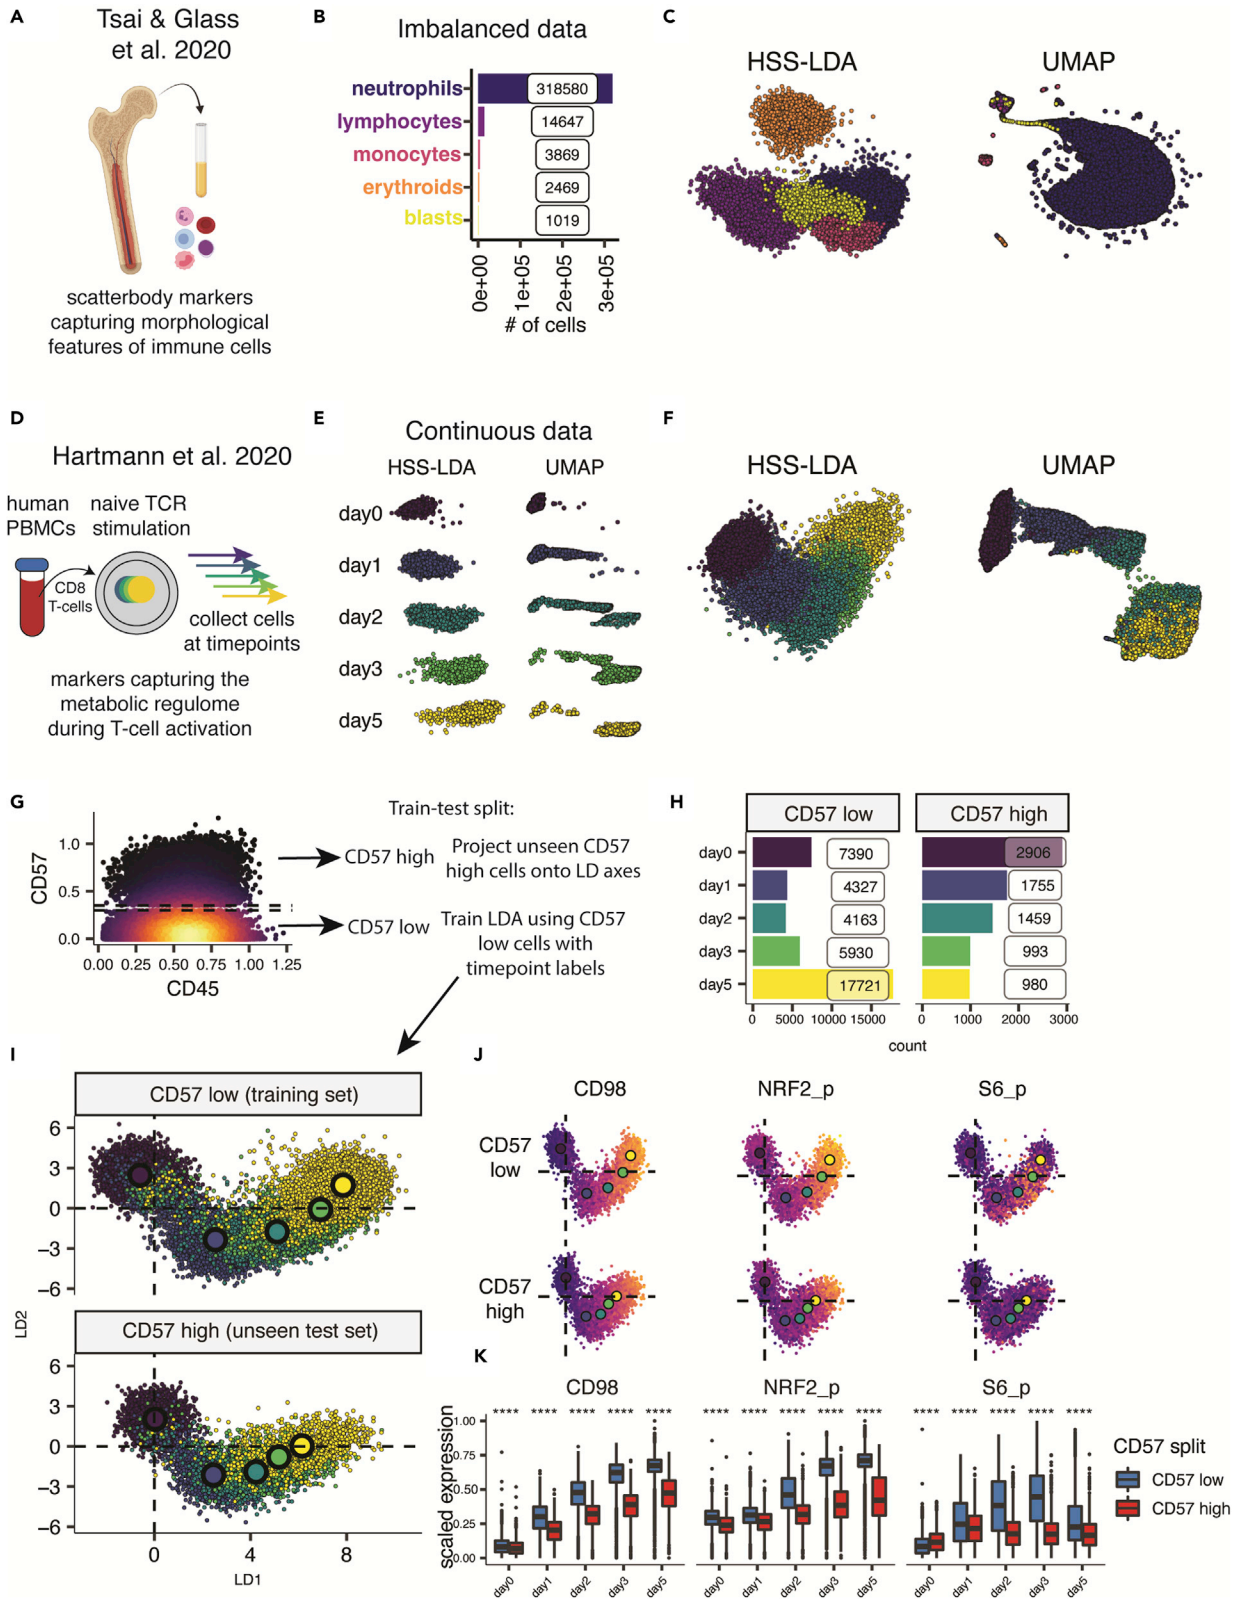 A
Tsai & Glass
et al. 2020
scatterbody markers
capturing morphological
features of immune cells
B
Imbalanced data
neutrophils
318580
lymphocytes
14647
monocytes
3869
erythroids
2469
blasts
1019
0e+00
1e+05
2e+05
3e+05
# of cells
C
HSS-LDA
UMAP
D
Hartmann et al. 2020
human
PBMCs
naive TCR
stimulation
CD8
T-cells
collect cells
at timepoints
markers capturing the
metabolic regulome
during T-cell activation
E
Continuous data
HSS-LDA
UMAP
day0
day1
day2
day3
day5
F
HSS-LDA
UMAP
G
CD57
1.0
0.5
0.0
0.00 0.25 0.50 0.75 1.00 1.25
CD45
Train-test split:
CD57 high
Project unseen CD57
high cells onto LD axes
CD57 low
Train LDA using CD57
low cells with
timepoint labels
H
CD57 low
CD57 high
day0
7390
2906
day1
4327
1755
day2
4163
1459
day3
5930
993
day5
17721
980
0 5000 10000 15000
0 1000 2000 3000
count
I
CD57 low (training set)
6
3
0
−3
−6
LD2
CD57 high (unseen test set)
6
3
0
−3
−6
0 4 8
LD1
J
CD98
NRF2_p
S6_p
CD57
low
CD57
high
K
CD98
NRF2_p
S6_p
**** **** **** **** ****
**** **** **** **** ****
**** **** **** **** ****
scaled expression
1.00
0.75
0.50
0.25
0.00
day0 day1 day2 day3 day5
day0 day1 day2 day3 day5
day0 day1 day2 day3 day5
CD57 split
CD57 low
CD57 high